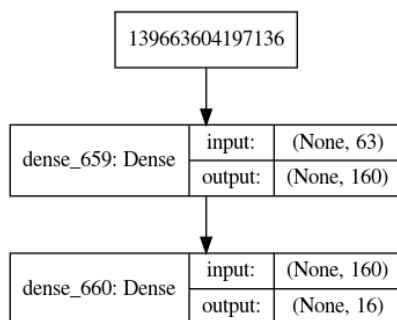 139663604197136
dense_659: Dense
input:
(None, 63)
output:
(None, 160)
dense_660: Dense
input:
(None, 160)
output:
(None, 16)